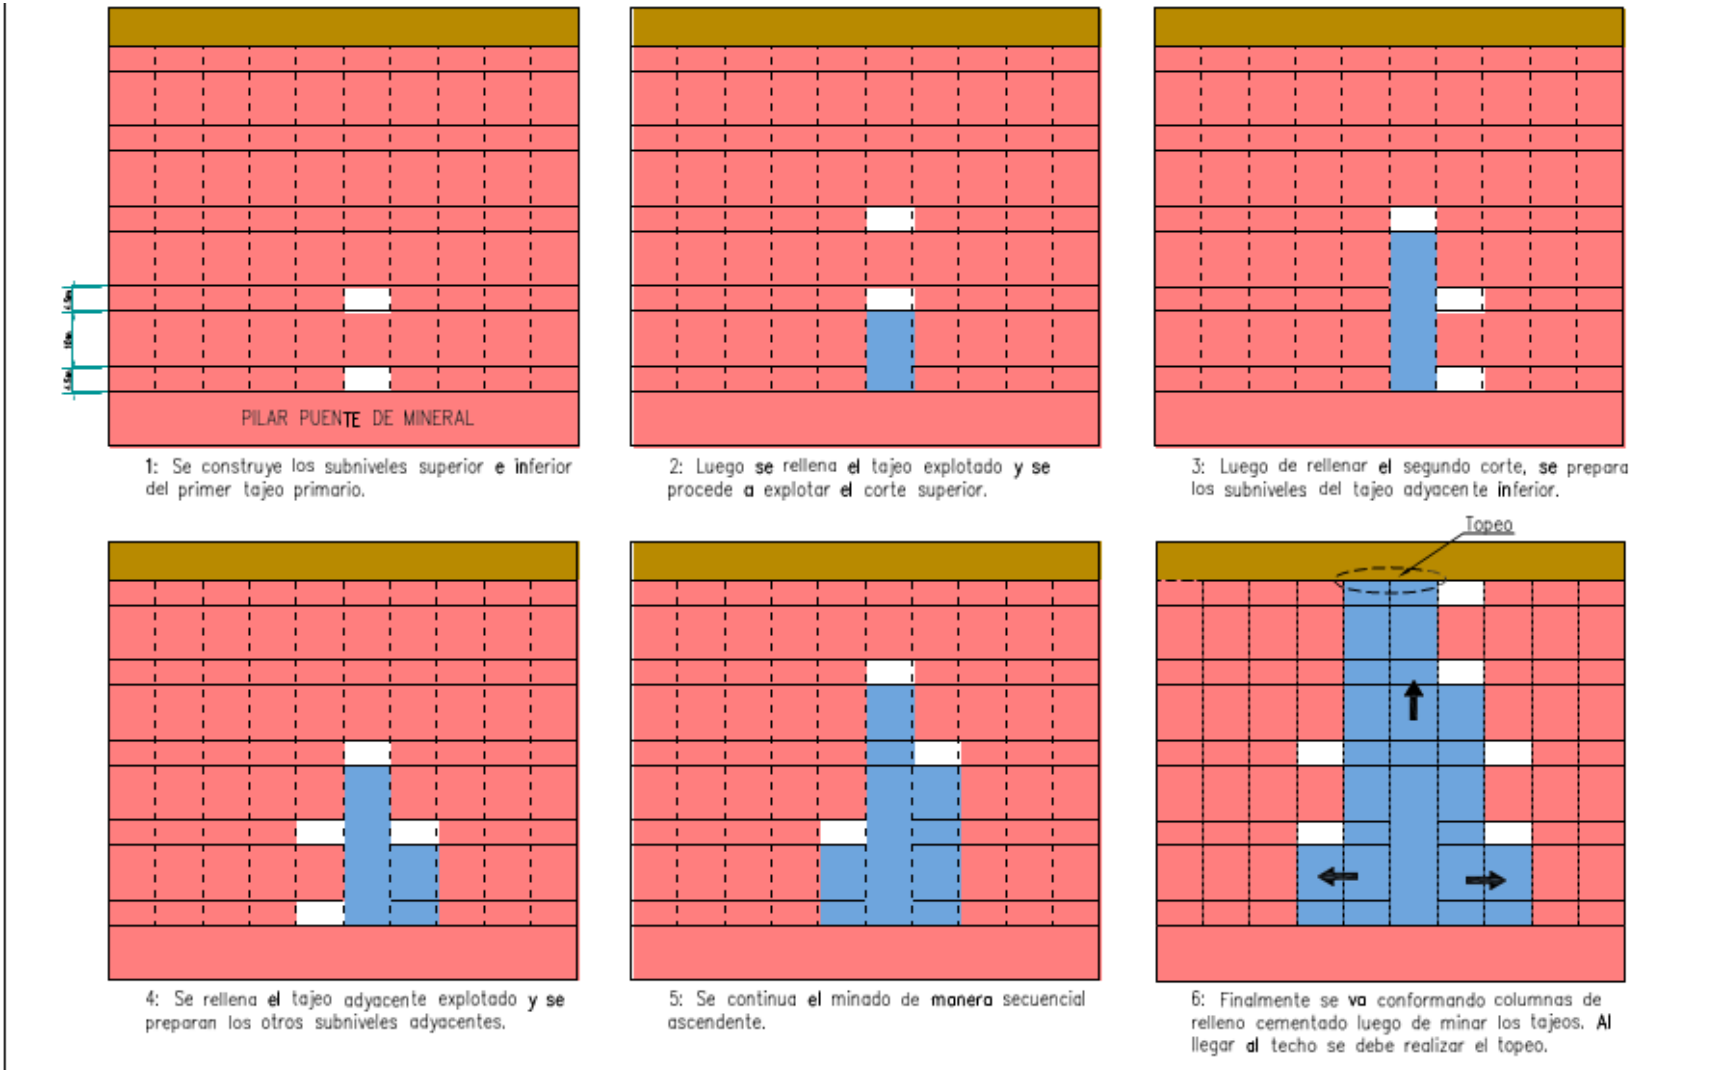 PILAR PUENTE DE MINERAL
1: Se construye los subniveles superior e inferior
del primer tajeo primario.
2: Luego se rellena el tajeo explotado y se
procede a explotar el corte superior.
3: Luego de rellenar el segundo corte, se prepara
los subniveles del tajeo adyacente inferior.
Topeo
4: Se rellena el tajeo adyacente explotado y se
preparan los otros subniveles adyacentes.
5: Se continua el minado de manera secuencial
ascendente.
6: Finalmente se va conformando columnas de
relleno cementado luego de minar los tajeos. Al
llegar al techo se debe realizar el topeo.